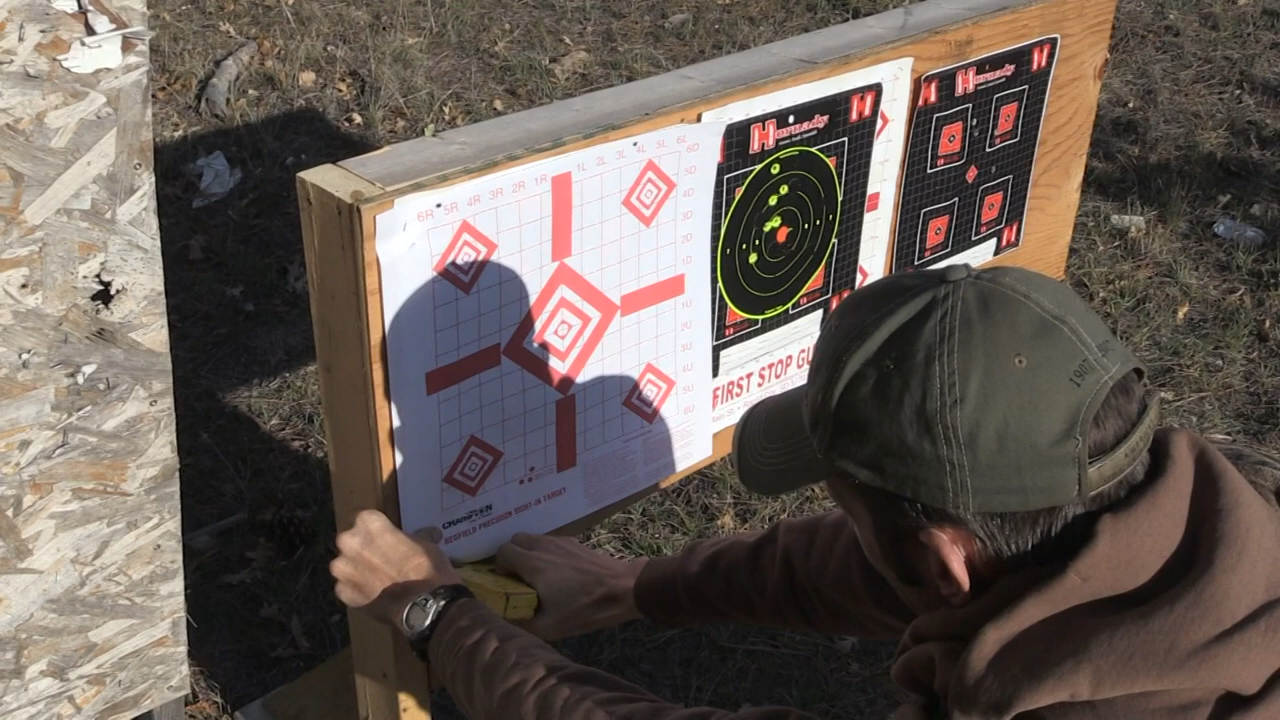 6R 5R 4R 3R 2R 1R 1L 2L 3L 4L 5L 6L
6D
5D
4D
3D
2D
1D
1U
2U
3U
4U
5U
6U
CHAMPION
REDFIELD PRECISION SIGHT-IN TARGET
H
Hornady
FIRST STOP GU
H H
Hornady
H
1907